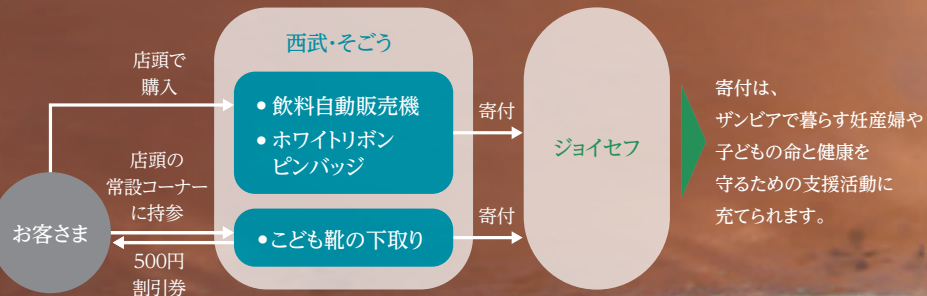 西武・そごう
店頭で
購入
• 飲料自動販売機
• ホワイトリボン
ピンバッジ
寄付
ジョイセフ
寄付は、
ザンビアで暮らす妊産婦や
子どもの命と健康を
守るための支援活動に
充てられます。
お客さま
店頭の
常設コーナー
に持参
500円
割引券
• こども靴の下取り
寄付